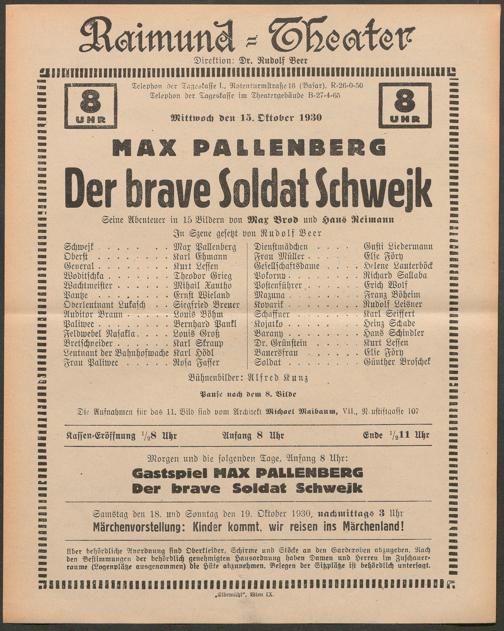 Raimund-Theater
Direktion: Dr. Rudolf Beer
Telephon der Tageskasse I., Rotenturmstraße 16 (Basar), R-26-0-50
Telephon der Tageskasse im Theatergebäude B-27-4-65
8 UHR
8 UHR
Mittwoch den 15. Oktober 1930
MAX PALLENBERG
Der brave Soldat Schwejk
Seine Abenteuer in 15 Bildern von Max Brod und Hans Reimann
In Szene gesetzt von Rudolf Beer
Schwejk . . . . . . . Max Pallenberg
Oberst . . . . . . . Karl Ehmann
General . . . . . . . Kurt Lessen
Woditschka . . . . . . Theodor Grieg
Wachtmeister . . . . . Mihail Xantho
Vanye . . . . . . . Ernst Wieland
Oberleutnant Lukasch . . Siegfried Breuer
Auditor Braun . . . . . Louis Böhm
Paliwec . . . . . . . Bernhard Pankl
Feldwebel Nasakla . . . Louis Groß
Bretschneider . . . . . Karl Skraup
Leutnant der Bahnhofwache Karl Hödl
Frau Paliwec . . . . . Rosa Fasser
Dienstmädchen . . . . Gusti Liedermann
Frau Müller . . . . . Else Föry
Gesellschaftsdame . . . Helene Lauterböck
Pokorny . . . . . . Richard Sallaba
Postenführer . . . . . Erich Wolf
Mazuna . . . . . . . Franz Böheim
Kowarik . . . . . . . Rudolf Leißner
Schaffner . . . . . . Karl Seiffert
Kojatko . . . . . . . Heinz Schade
Barany . . . . . . . Hans Schindler
Dr. Grünstein . . . . . Kurt Lessen
Bauersfrau . . . . . . Else Föry
Soldat . . . . . . . Günther Broschek
Bühnenbilder: Alfred Kunz
Pause nach dem 8. Bilde
Die Aufnahmen für das 11. Bild sind vom Architekt Michael Maibaum, VII., Neustiftgasse 107
Kassen-Eröffnung 1/28 Uhr Anfang 8 Uhr Ende 1/211 Uhr
Morgen und die folgenden Tage, Anfang 8 Uhr:
Gastspiel MAX PALLENBERG
Der brave Soldat Schwejk
Samstag den 18. und Sonntag den 19. Oktober 1930, nachmittags 3 Uhr
Märchenvorstellung: Kinder kommt, wir reisen ins Märchenland!
Über behördliche Anordnung sind Oberkleider, Schirme und Stöcke an den Garderoben abzugeben. Nach
den Bestimmungen der behördlich genehmigten Hausordnung haben Damen und Herren im Zuschauer-
raume (Logenplätze ausgenommen) die Hüte abzunehmen. Belegen der Sitzplätze ist behördlich untersagt.
„Elbemühl", Wien IX.